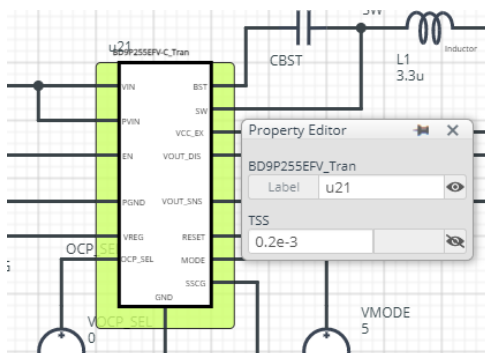 SW
u21
BD9P255EFV-C_Tran
CBST
Inductor
L1
3.3u
VIN
BST
SW
PVIN
VCC_EX
EN
VOUT_DIS
PGND
VOUT_SNS
VREG
RESET
OCP_SEL
OCP_SEL
MODE
SSCG
GND
VOCP_SEL
0
VMODE
5
Property Editor
BD9P255EFV_Tran
Label
u21
TSS
0.2e-3